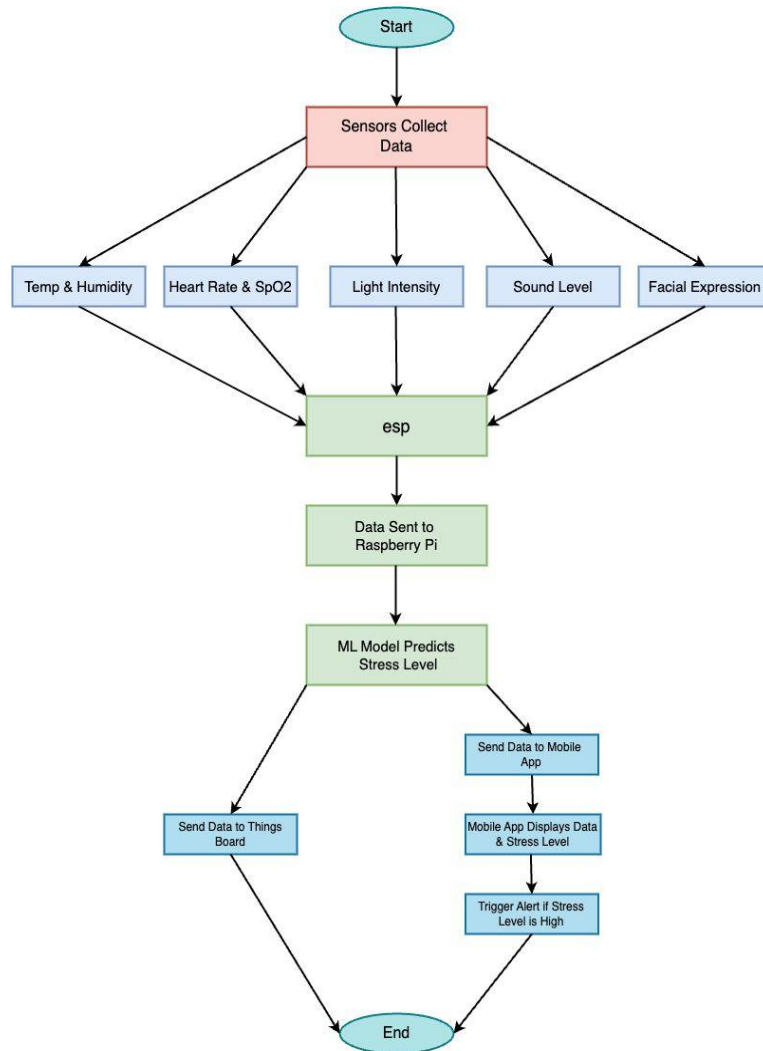 Start
Sensors Collect
Data
Temp & Humidity
Heart Rate & SpO2
Light Intensity
Sound Level
Facial Expression
esp
Data Sent to
Raspberry Pi
ML Model Predicts
Stress Level
Send Data to Mobile
App
Send Data to Things
Board
Mobile App Displays Data
& Stress Level
Trigger Alert if Stress
Level is High
End